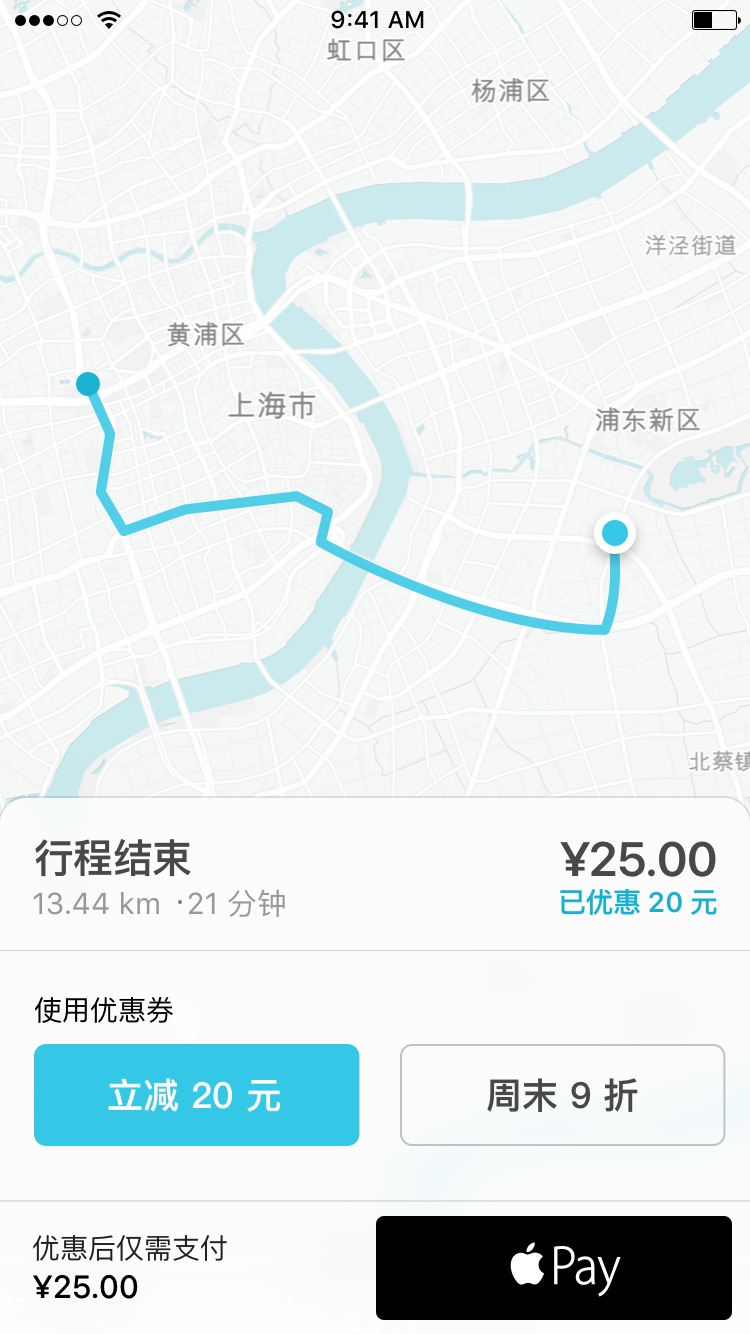 9:41 AM
虹口区
杨浦区
洋泾街道
黄浦区
上海市
浦东新区
北蔡镇
行程结束
¥25.00
13.44 km ·21 分钟
已优惠 20 元
使用优惠券
立减 20 元
周末 9 折
优惠后仅需支付
¥25.00
Pay